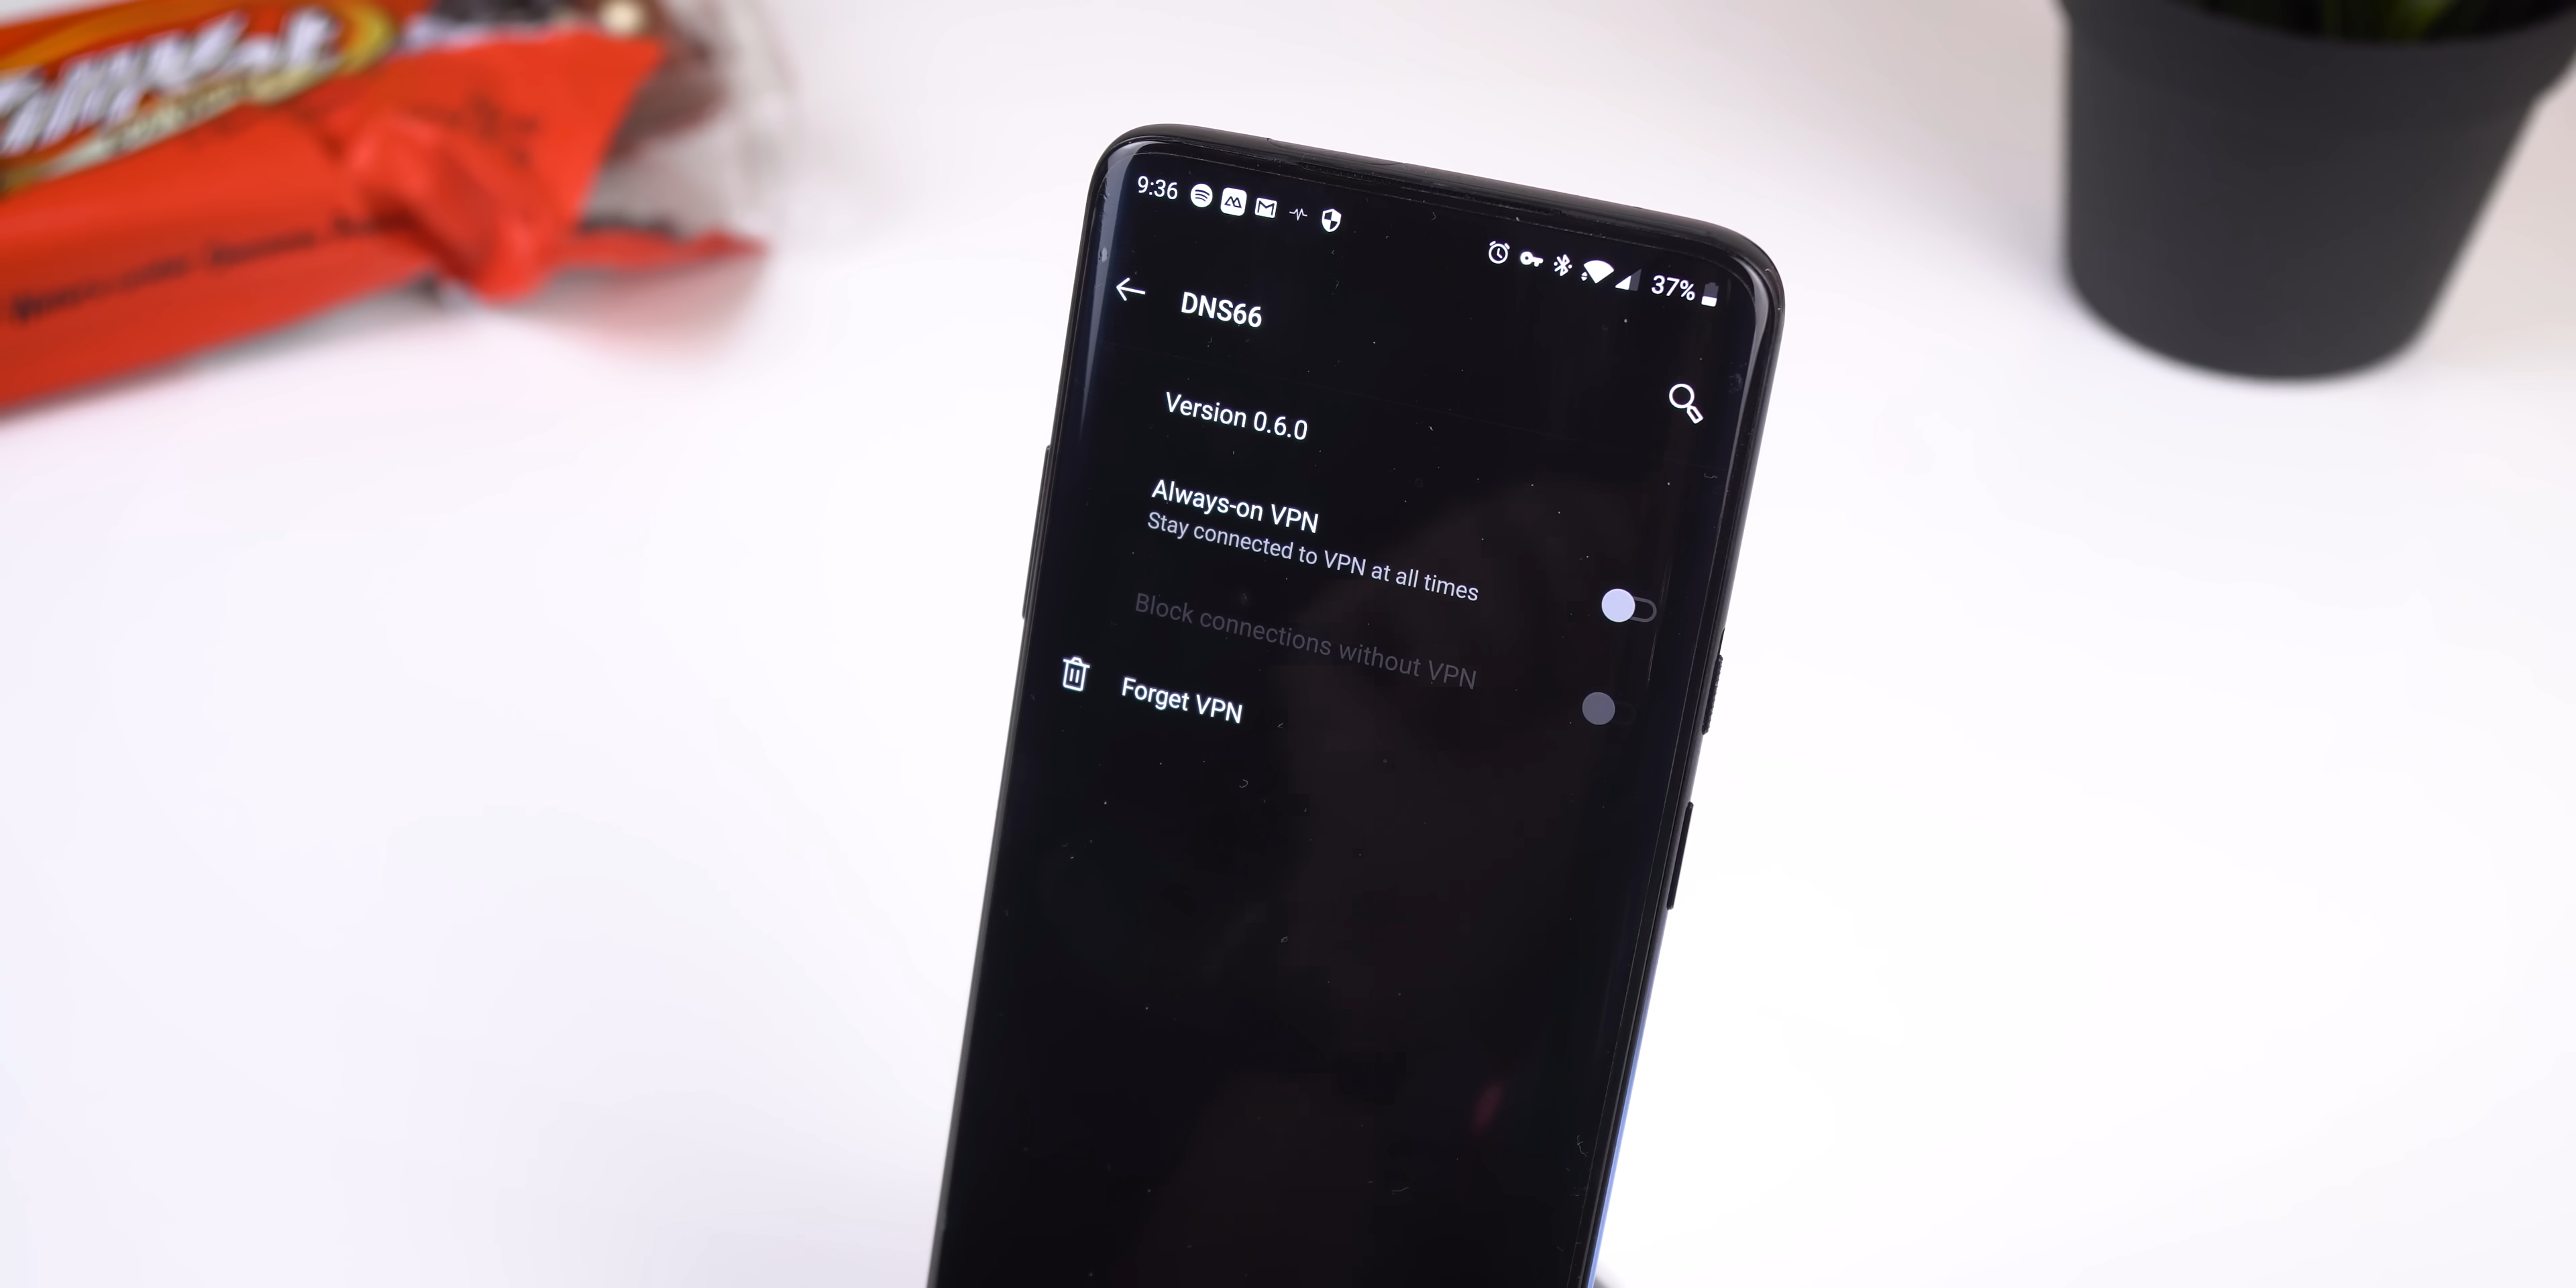 9:36
37%
DNS66
Version 0.6.0
Always-on VPN
Stay connected to VPN at all times
Block connections without VPN
Forget VPN